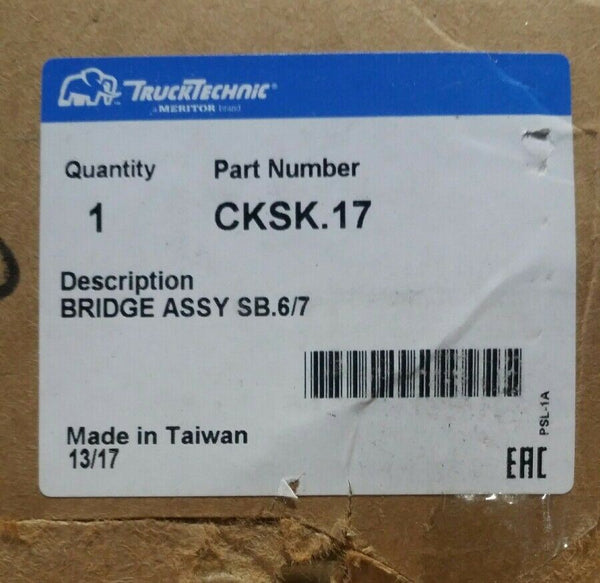 TRUCKTECHNIC
a MERITOR brand
Quantity Part Number
1 CKSK.17
Description
BRIDGE ASSY SB.6/7
PSL-1A
Made in Taiwan
13/17
EAC